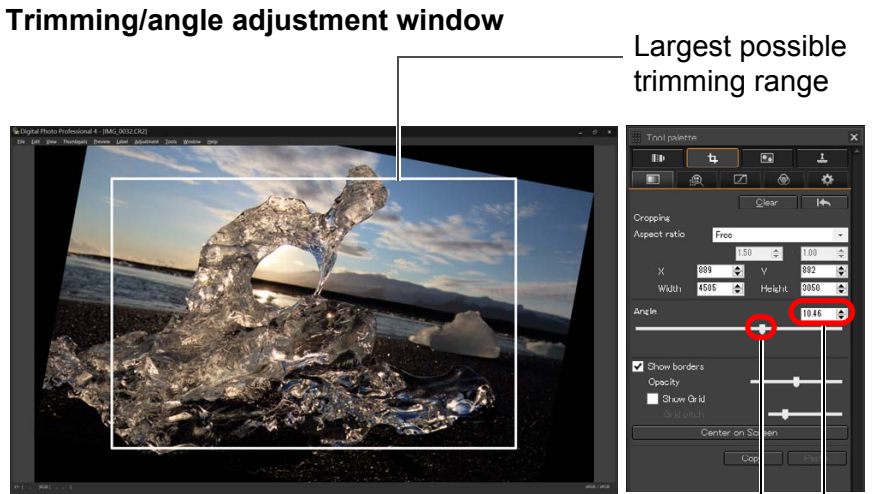 Trimming/angle adjustment window
Largest possible
trimming range
Digital Photo Professional 4 - [IMG_0032.CR2]
File Edit View Thumbnails Preview Label Adjustment Tools Window Help
Tool palette
Clear
Cropping
Aspect ratio Free
1.50 1.00
X 889 Y 882
Width 4585 Height 3058
Angle 10.46
Show borders
Opacity
Show Grid
Grid pitch
Center on Screen
Copy Paste